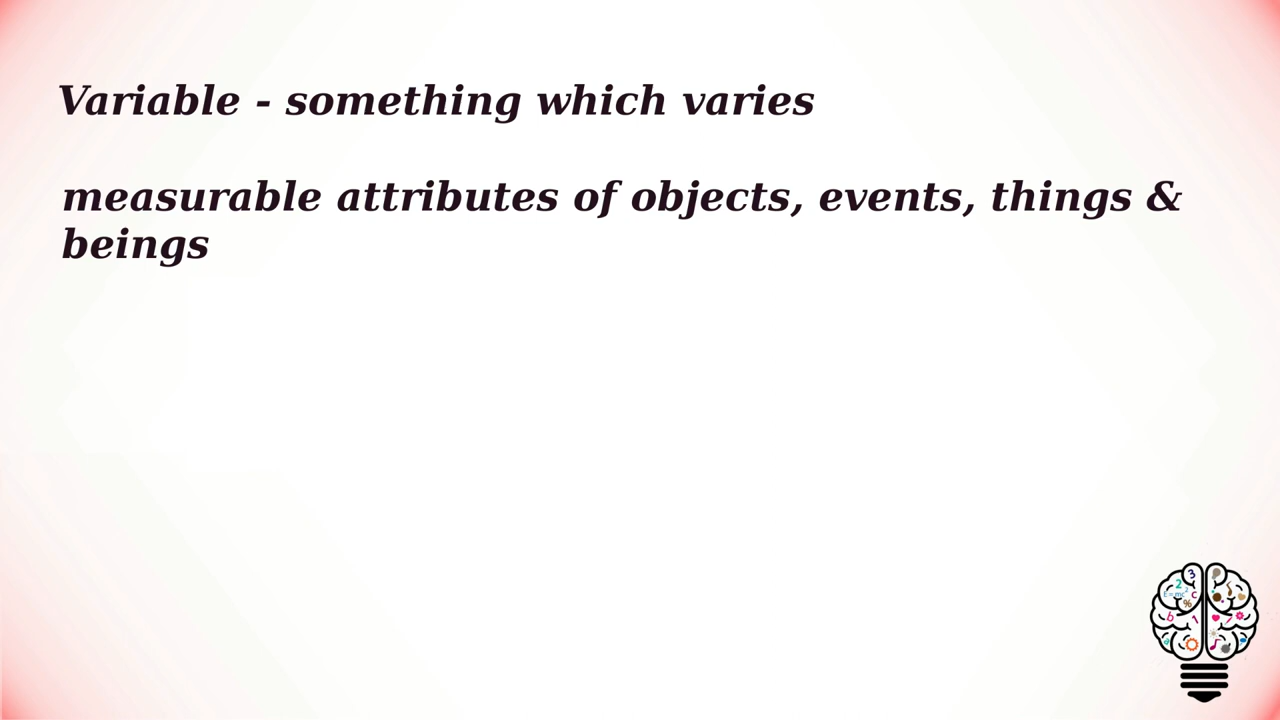 Variable - something which varies
measurable attributes of objects, events, things &
beings